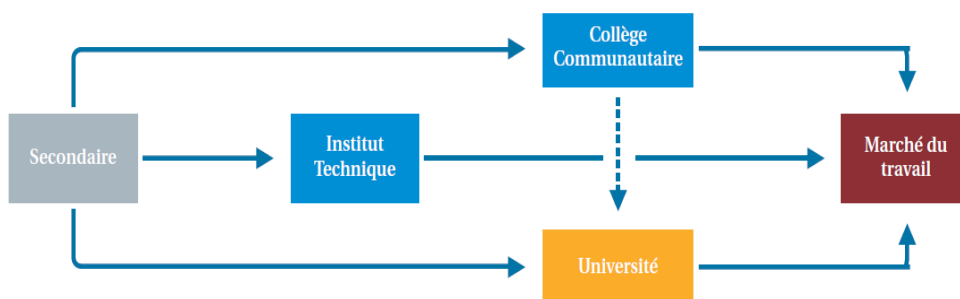 Collège
Communautaire
Secondaire
Institut
Technique
Marché du
travail
Université